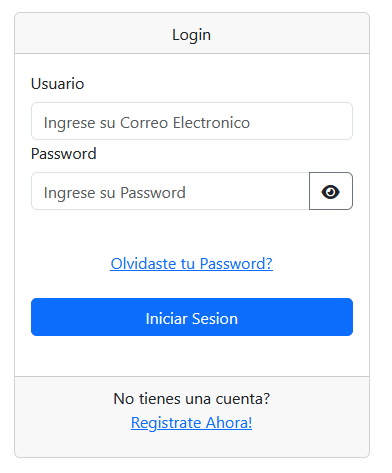 Login
Usuario
Ingrese su Correo Electronico
Password
Ingrese su Password
Olvidaste tu Password?
Iniciar Sesion
No tienes una cuenta?
Registrate Ahora!